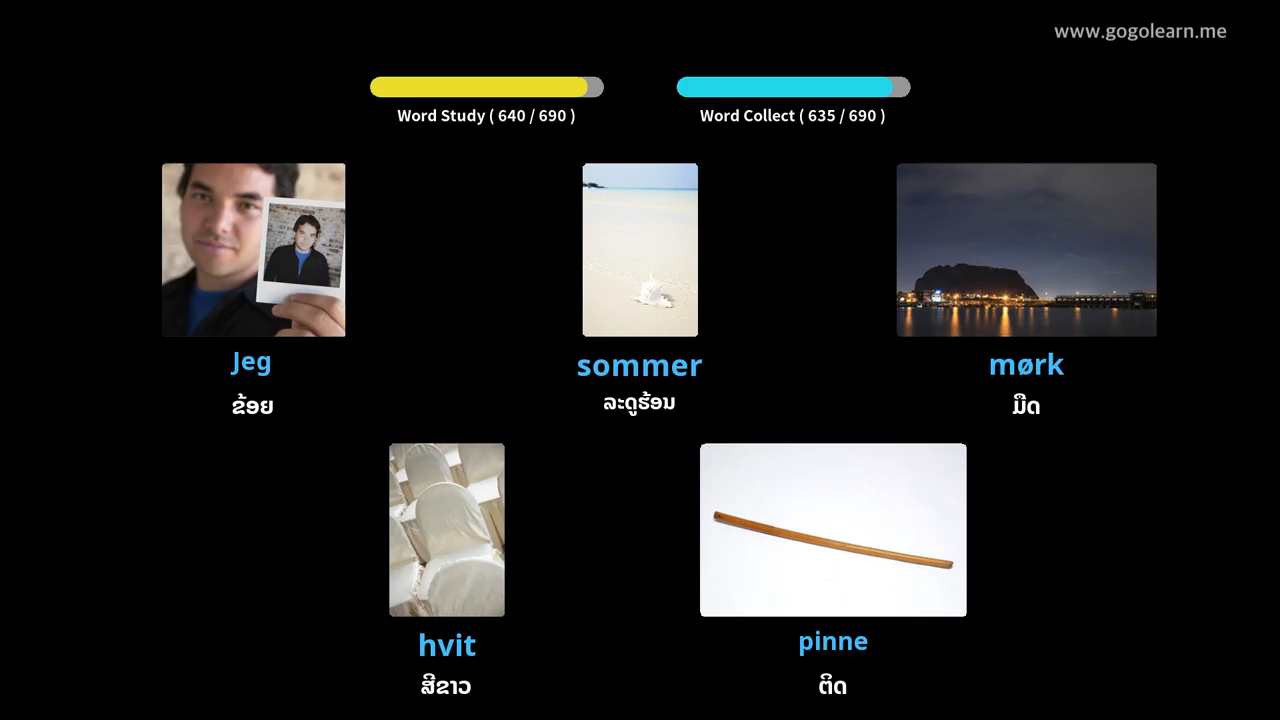 www.gogolearn.me
Word Study ( 640 / 690 )
Word Collect ( 635 / 690 )
Jeg
ຂ້ອຍ
sommer
ລະດູຮ້ອນ
mørk
ມືດ
hvit
ສີຂາວ
pinne
ຕິດ